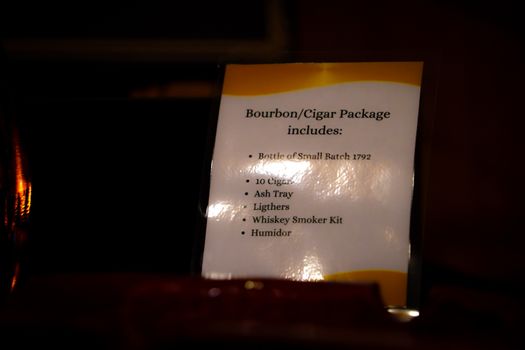 Bourbon/Cigar Package
includes:
• Bottle of Small Batch 1792
• 10 Cigars
• Ash Tray
• Ligthers
• Whiskey Smoker Kit
• Humidor